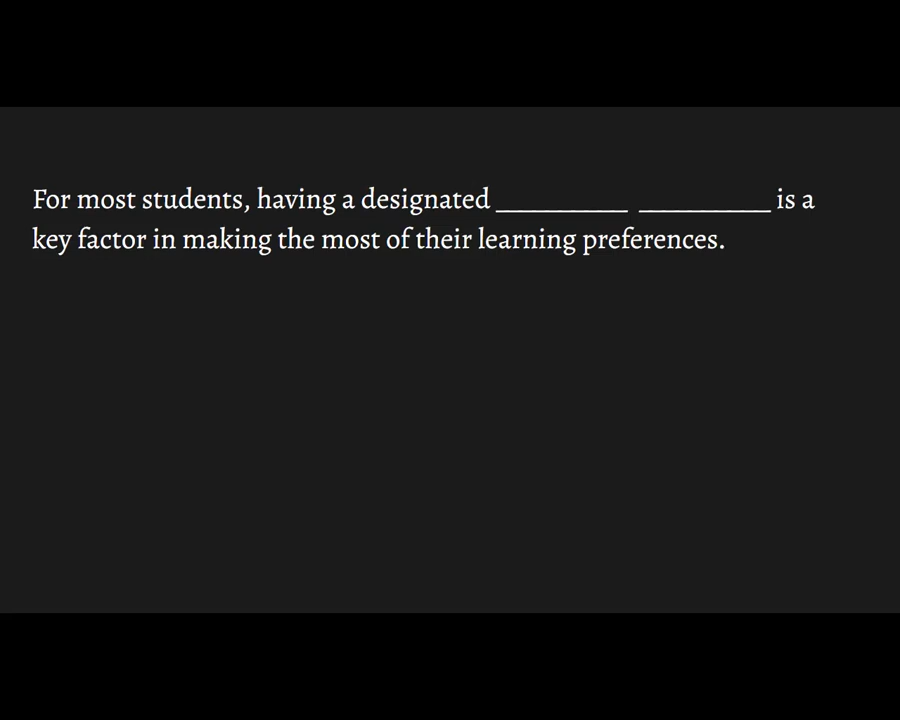 For most students, having a designated __________ __________ is a
key factor in making the most of their learning preferences.